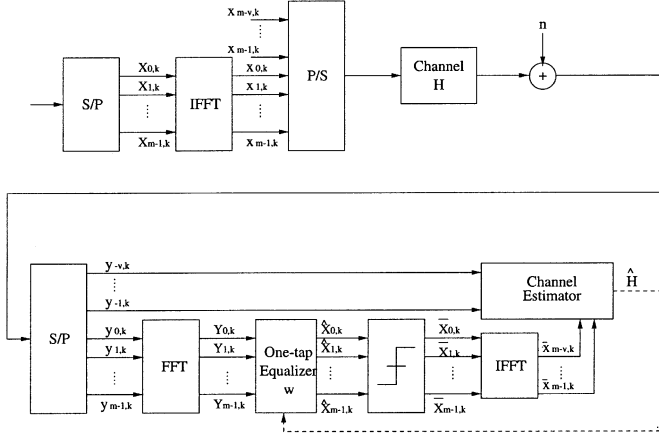 x m-v,k
x m-1,k
S/P
X0,k
X1,k
Xm-1,k
IFFT
x 0,k
x 1,k
x m-1,k
P/S
Channel
H
n
+
S/P
y -v,k
y -1,k
y 0,k
y 1,k
y m-1,k
FFT
Y0,k
Y1,k
Ym-1,k
One-tap
Equalizer
w
X̂0,k
X̂1,k
X̂m-1,k
X̄0,k
X̄1,k
X̄m-1,k
IFFT
x̄ m-v,k
x̄ m-1,k
Channel
Estimator
Ĥ